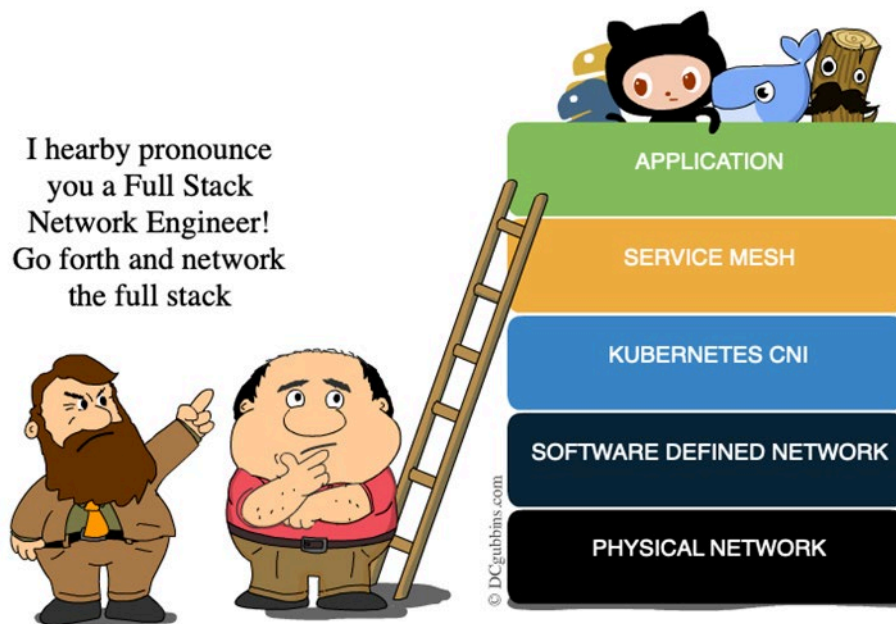 I hearby pronounce
you a Full Stack
Network Engineer!
Go forth and network
the full stack
APPLICATION
SERVICE MESH
KUBERNETES CNI
SOFTWARE DEFINED NETWORK
PHYSICAL NETWORK
© DCgubbins.com